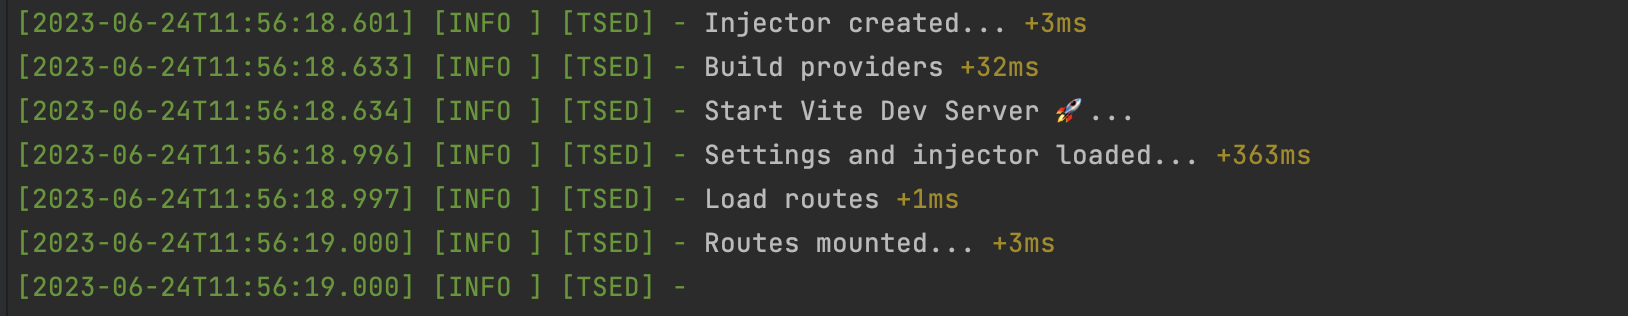 [2023-06-24T11:56:18.601] [INFO ] [TSED] - Injector created... +3ms
[2023-06-24T11:56:18.633] [INFO ] [TSED] - Build providers +32ms
[2023-06-24T11:56:18.634] [INFO ] [TSED] - Start Vite Dev Server 🚀...
[2023-06-24T11:56:18.996] [INFO ] [TSED] - Settings and injector loaded... +363ms
[2023-06-24T11:56:18.997] [INFO ] [TSED] - Load routes +1ms
[2023-06-24T11:56:19.000] [INFO ] [TSED] - Routes mounted... +3ms
[2023-06-24T11:56:19.000] [INFO ] [TSED] -